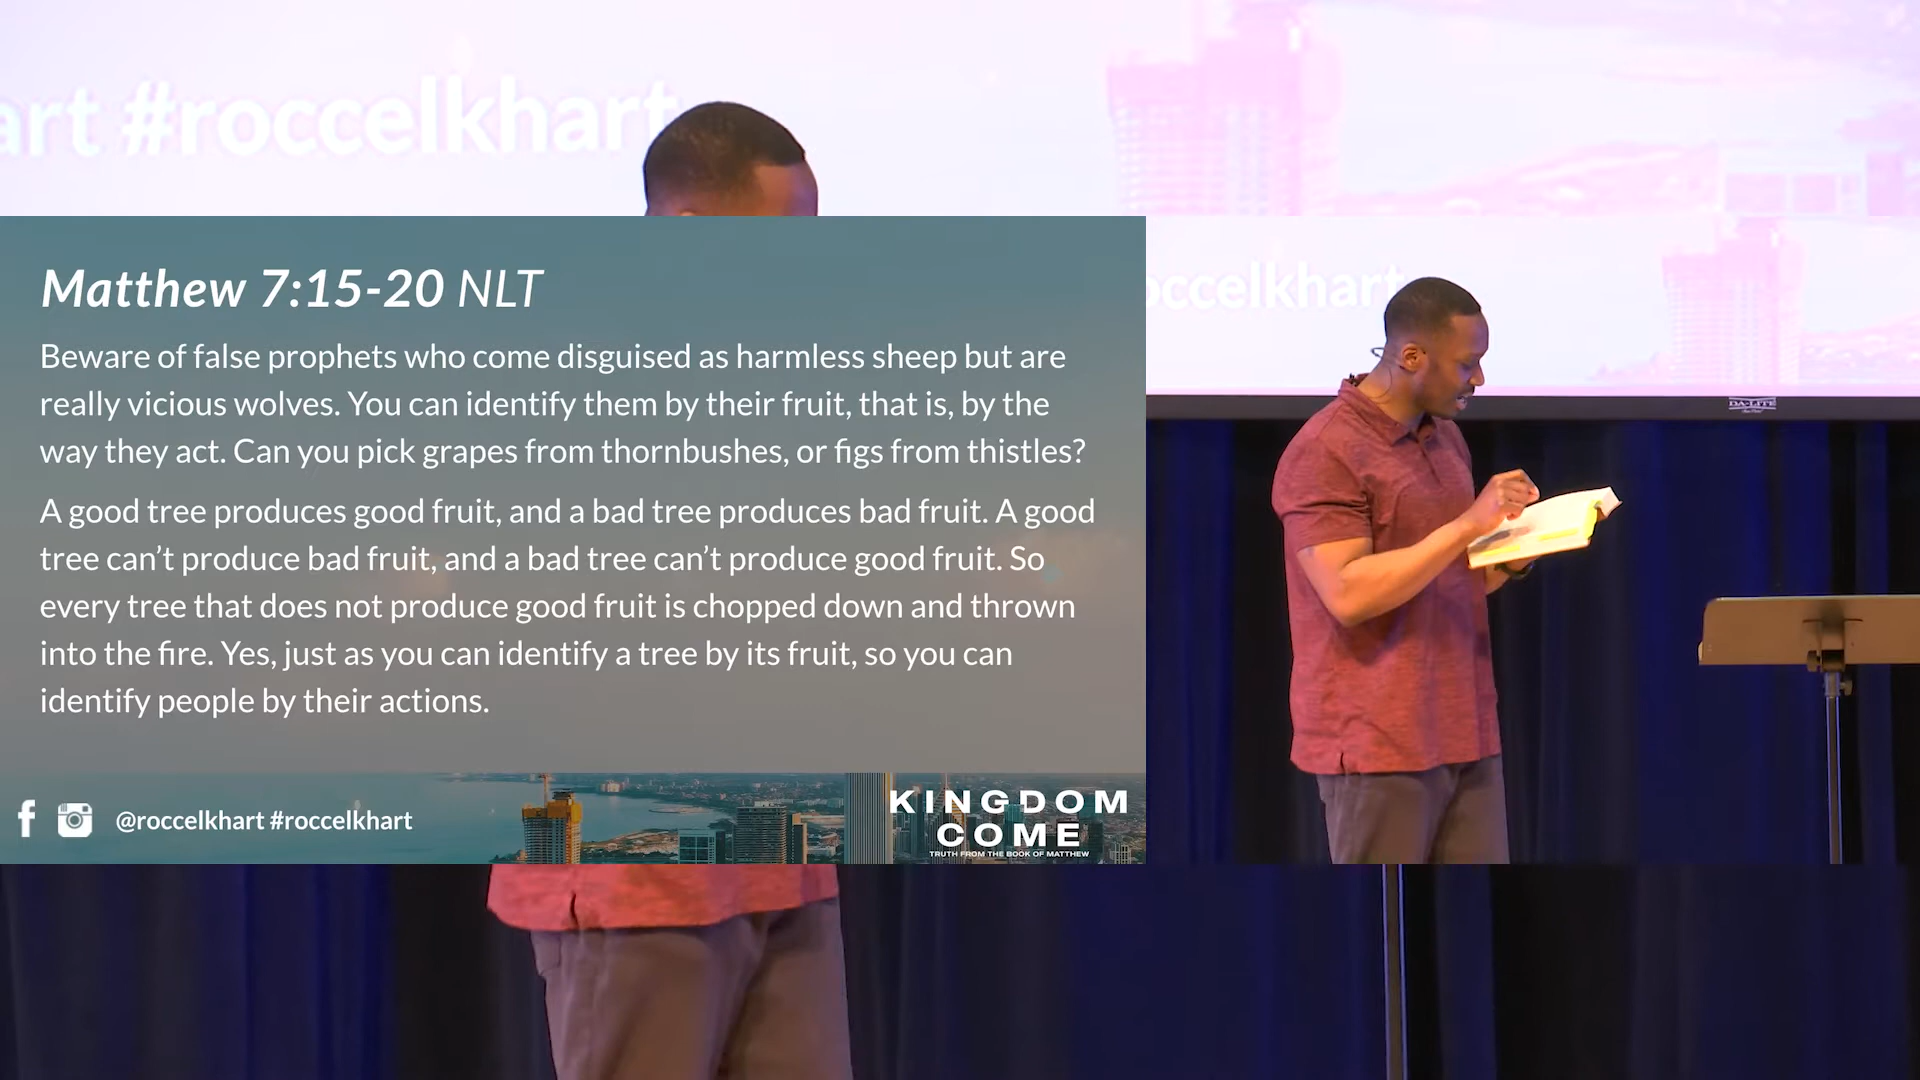 art #roccelkhart
Matthew 7:15-20 NLT
Beware of false prophets who come disguised as harmless sheep but are
really vicious wolves. You can identify them by their fruit, that is, by the
way they act. Can you pick grapes from thornbushes, or figs from thistles?
A good tree produces good fruit, and a bad tree produces bad fruit. A good
tree can’t produce bad fruit, and a bad tree can’t produce good fruit. So
every tree that does not produce good fruit is chopped down and thrown
into the fire. Yes, just as you can identify a tree by its fruit, so you can
identify people by their actions.
@roccelkhart #roccelkhart
KINGDOM
COME
TRUTH FROM THE BOOK OF MATTHEW
occelkhart
DA-LITE